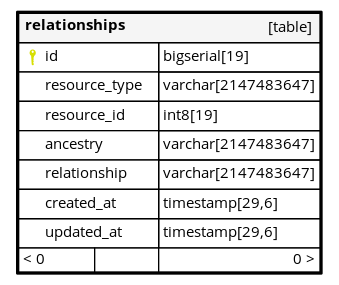 relationships [table]
id bigserial[19]
resource_type varchar[2147483647]
resource_id int8[19]
ancestry varchar[2147483647]
relationship varchar[2147483647]
created_at timestamp[29,6]
updated_at timestamp[29,6]
< 0 0 >